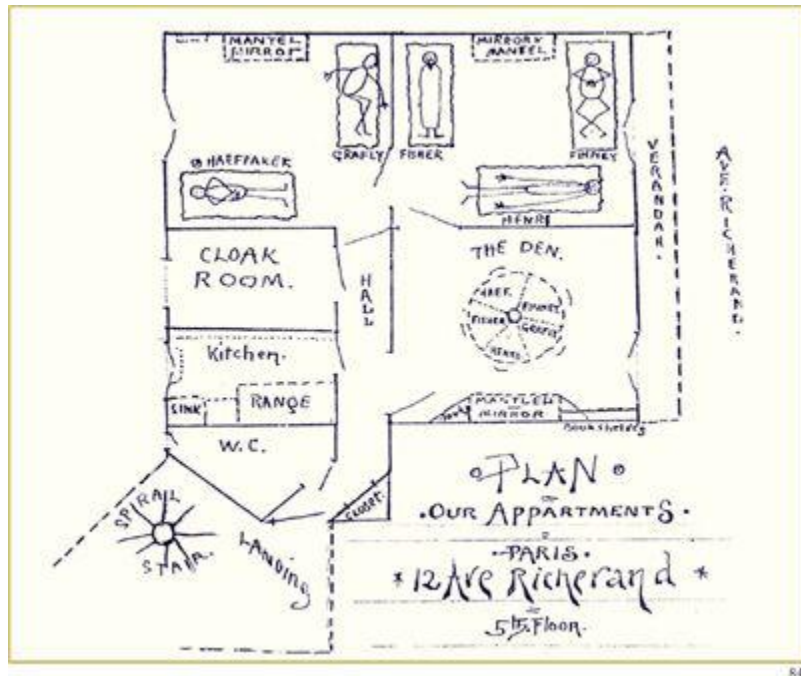 MANTEL
MIRROR
MIRROR &
MANTEL
HAEFFAKER
GRAFLY
FISHER
FINNEY
HENRI
VERANDAH.
AVE. RICHERAND.
CLOAK
ROOM.
HALL
THE DEN.
HAEF.
FINNEY.
FISHER
GRAFLY.
HENRI.
Kitchen.
SINK
RANGE
MANTLE &
MIRROR
BOOKSHELVES
W.C.
CLOSET.
SPIRAL
STAIR.
LANDING
PLAN
OUR APPARTMENTS.
PARIS.
12 Ave Richerand
5th. FLOOR.